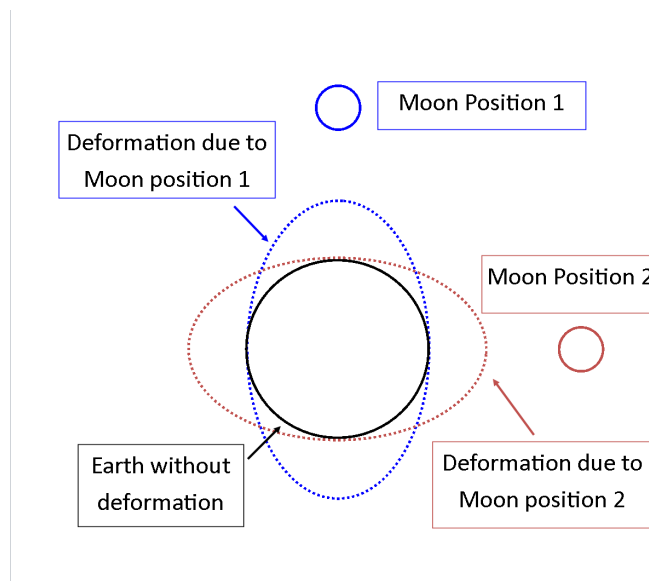 Moon Position 1
Deformation due to
Moon position 1
Moon Position 2
Earth without
deformation
Deformation due to
Moon position 2